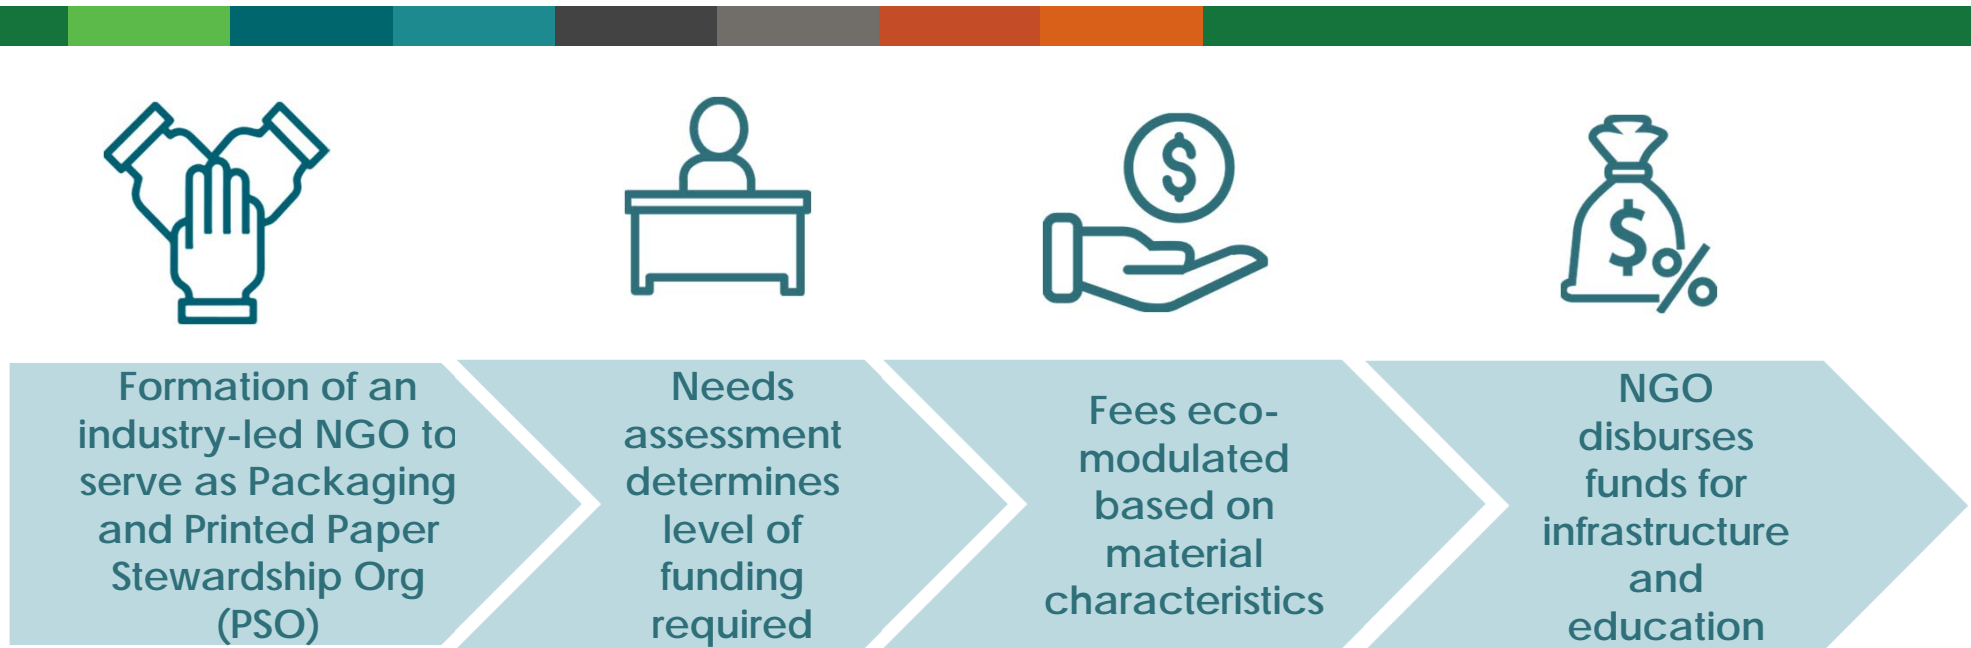 $
$%
Formation of an
industry-led NGO to
serve as Packaging
and Printed Paper
Stewardship Org
(PSO)
Needs
assessment
determines
level of
funding
required
Fees eco-
modulated
based on
material
characteristics
NGO
disburses
funds for
infrastructure
and
education